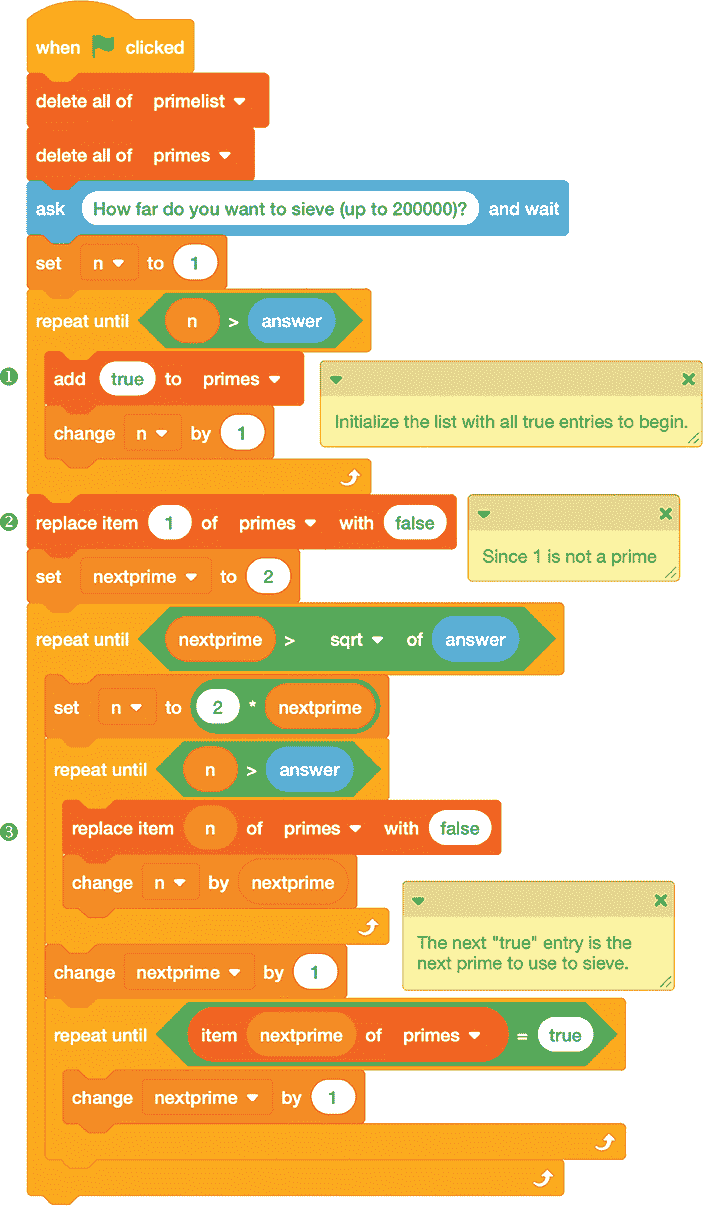 when clicked
delete all of primelist
delete all of primes
ask How far do you want to sieve (up to 200000)? and wait
set n to 1
repeat until n > answer
❶ add true to primes
Initialize the list with all true entries to begin.
change n by 1
❷ replace item 1 of primes with false
Since 1 is not a prime
set nextprime to 2
repeat until nextprime > sqrt of answer
set n to 2 * nextprime
repeat until n > answer
❸ replace item n of primes with false
change n by nextprime
The next "true" entry is the
next prime to use to sieve.
change nextprime by 1
repeat until item nextprime of primes = true
change nextprime by 1